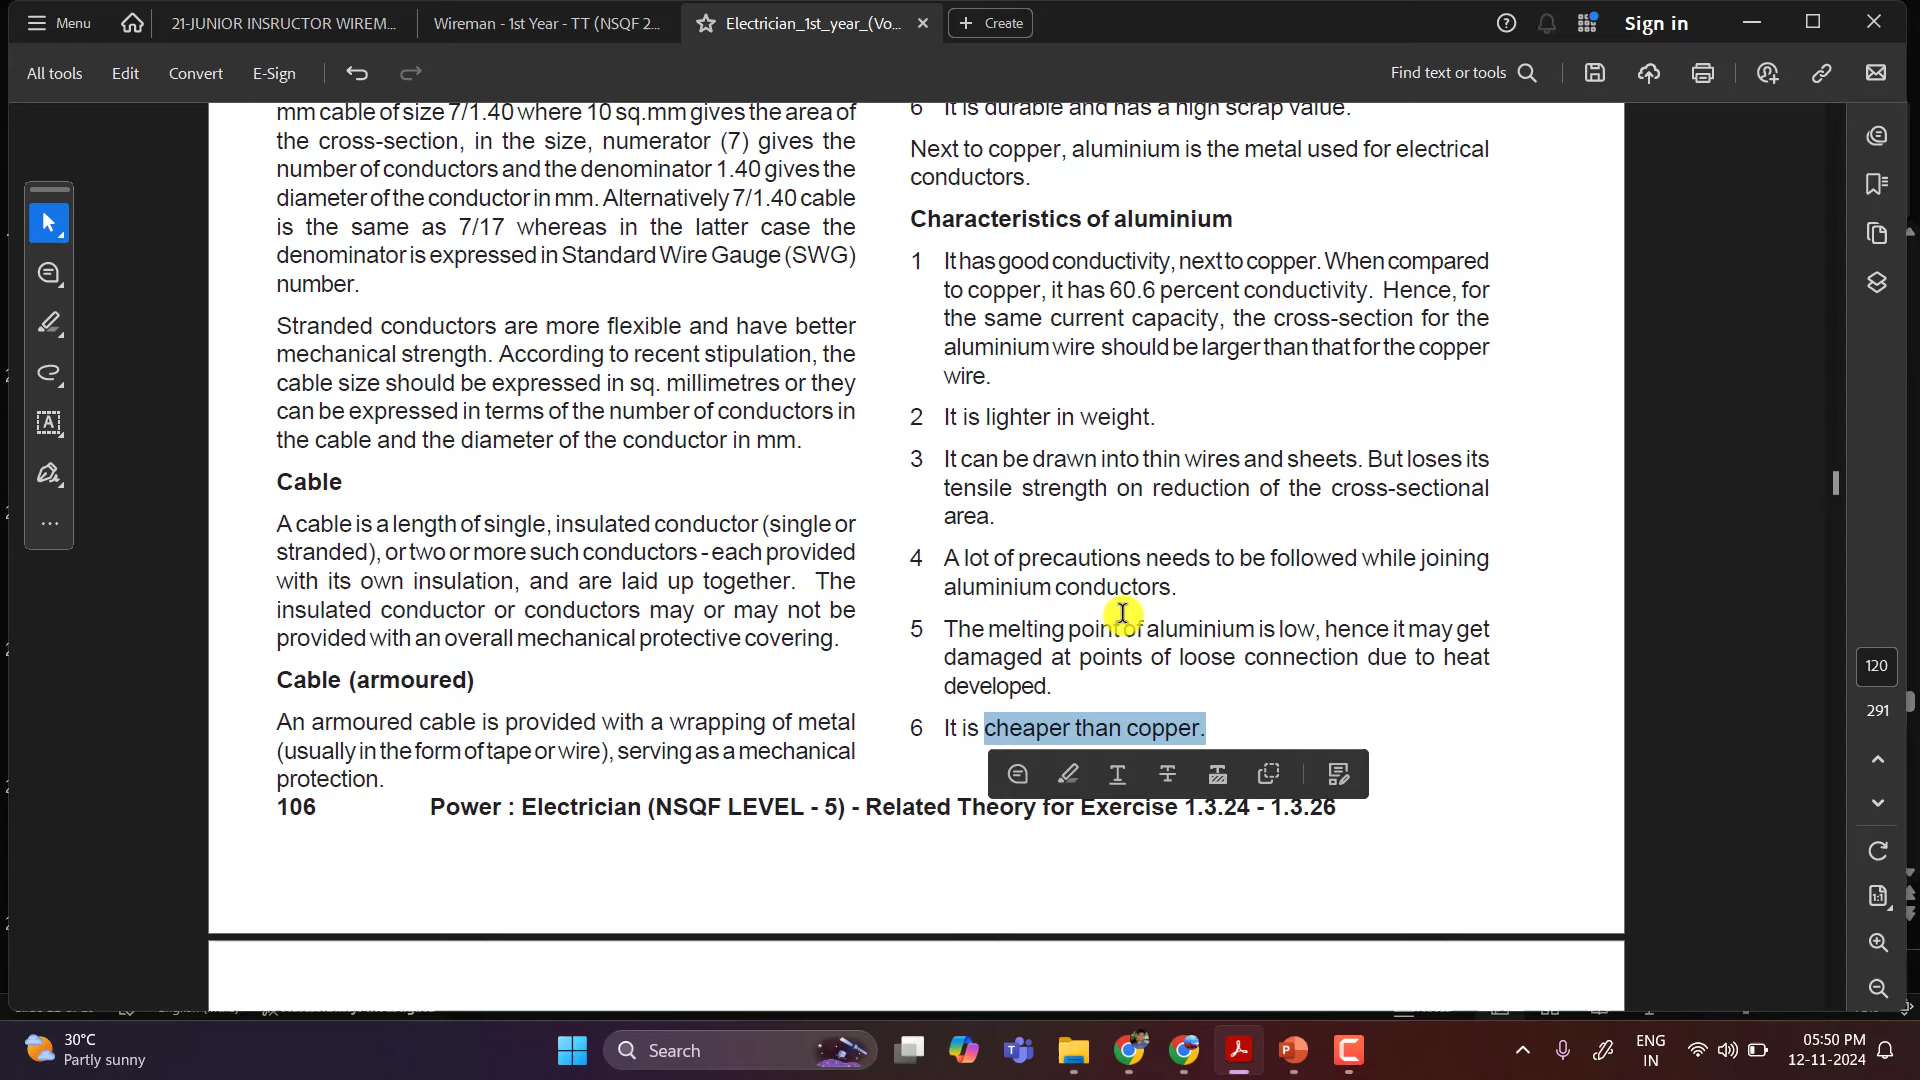 Menu
21-JUNIOR INSRUCTOR WIREM...
Wireman - 1st Year - TT (NSQF 2...
Electrician_1st_year_(Vo...
Create
Sign in
All tools
Edit
Convert
E-Sign
Find text or tools
mm cable of size 7/1.40 where 10 sq.mm gives the area of
the cross-section, in the size, numerator (7) gives the
number of conductors and the denominator 1.40 gives the
diameter of the conductor in mm. Alternatively 7/1.40 cable
is the same as 7/17 whereas in the latter case the
denominator is expressed in Standard Wire Gauge (SWG)
number.
Stranded conductors are more flexible and have better
mechanical strength. According to recent stipulation, the
cable size should be expressed in sq. millimetres or they
can be expressed in terms of the number of conductors in
the cable and the diameter of the conductor in mm.
Cable
A cable is a length of single, insulated conductor (single or
stranded), or two or more such conductors - each provided
with its own insulation, and are laid up together. The
insulated conductor or conductors may or may not be
provided with an overall mechanical protective covering.
Cable (armoured)
An armoured cable is provided with a wrapping of metal
(usually in the form of tape or wire), serving as a mechanical
protection.
6 It is durable and has a high scrap value.
Next to copper, aluminium is the metal used for electrical
conductors.
Characteristics of aluminium
1 It has good conductivity, next to copper. When compared
to copper, it has 60.6 percent conductivity. Hence, for
the same current capacity, the cross-section for the
aluminium wire should be larger than that for the copper
wire.
2 It is lighter in weight.
3 It can be drawn into thin wires and sheets. But loses its
tensile strength on reduction of the cross-sectional
area.
4 A lot of precautions needs to be followed while joining
aluminium conductors.
5 The melting point of aluminium is low, hence it may get
damaged at points of loose connection due to heat
developed.
6 It is cheaper than copper.
106 Power : Electrician (NSQF LEVEL - 5) - Related Theory for Exercise 1.3.24 - 1.3.26
120
291
30°C
Partly sunny
Search
ENG
IN
05:50 PM
12-11-2024